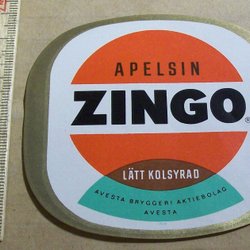 APELSIN
ZINGO
LÄTT KOLSYRAD
AVESTA BRYGGERI AKTIEBOLAG
AVESTA